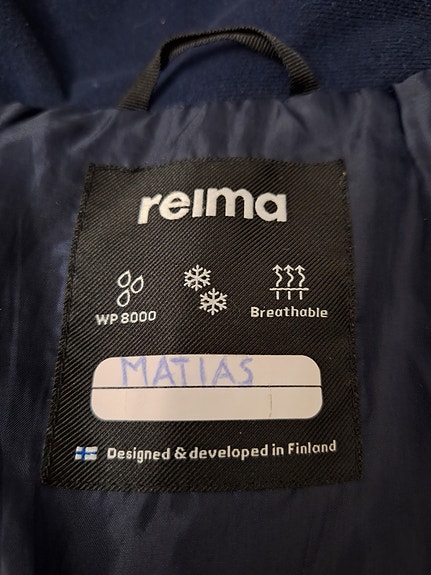 reima
WP 8000
Breathable
MATIAS
Designed & developed in Finland